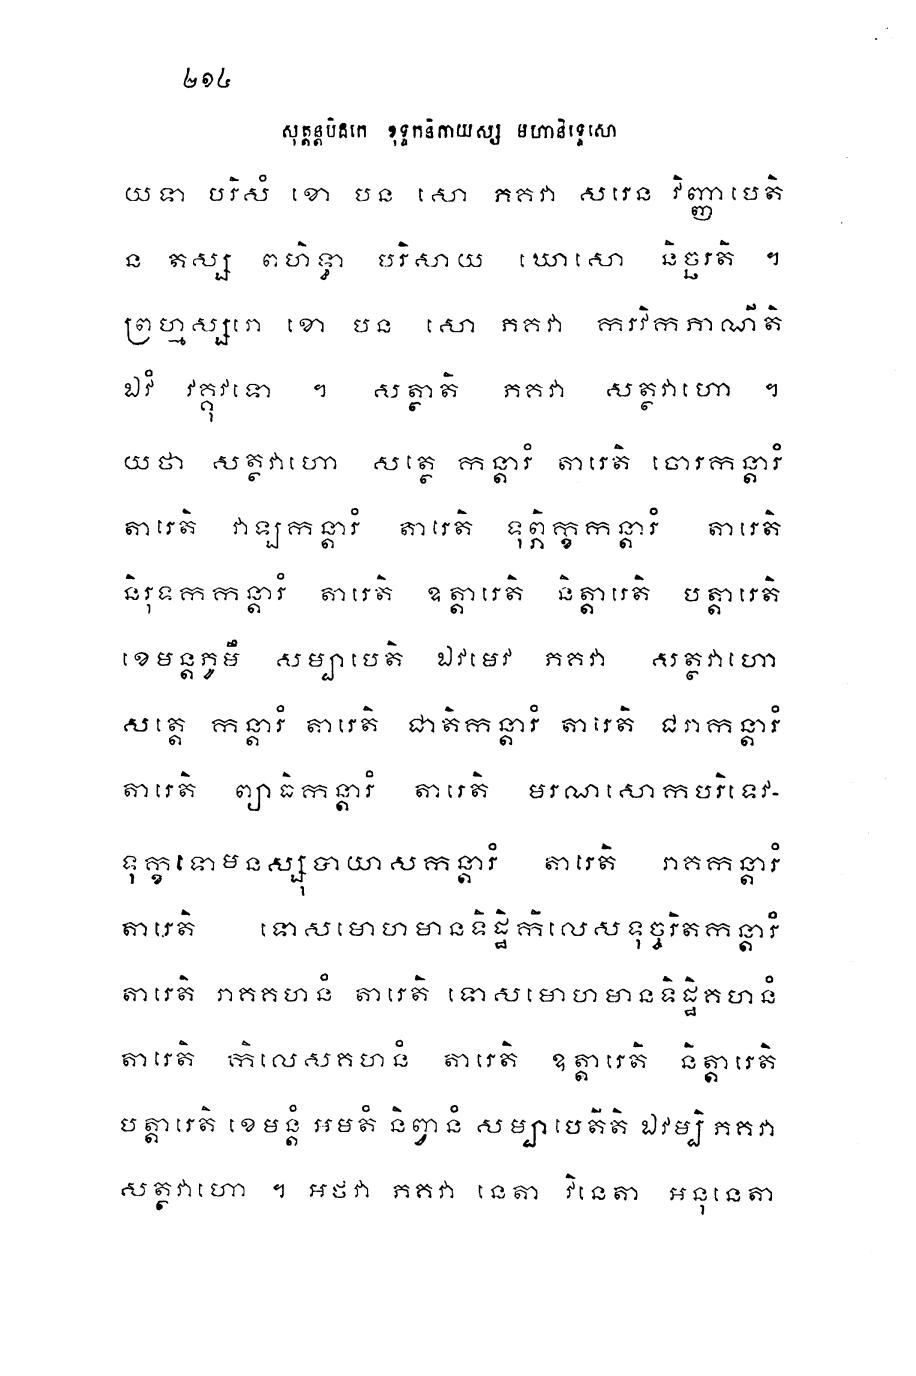 ២១៤
សុត្តន្តបិដកេ ខុទ្ទកនិកាយស្ស មហានិទ្ទេសោ
យទា បរិសំ ខោ បន សោ ភគវា សរេន វិញ្ញាបេតិ
ន តស្ស ពហិទ្ធា បរិសាយ ឃោសោ និច្ឆរតិ ។
ព្រហ្មស្សរោ ខោ បន សោ ភគវា ករវិកភាណីតិ
ឯវំ វគ្គុវទោ ។ សត្ថាតិ ភគវា សត្ថវាហោ ។
យថា សត្ថវាហោ សត្ថេ កន្តារំ តារេតិ ចោរកន្តារំ
តារេតិ វាឡកន្តារំ តារេតិ ទុព្ភិក្ខកន្តារំ តារេតិ
និរុទកកន្តារំ តារេតិ ឧត្តារេតិ និត្តារេតិ បត្តារេតិ
ខេមន្តភូមឹ សម្បាបេតិ ឯវមេវ ភគវា សត្ថវាហោ
សត្តេ កន្តារំ តារេតិ ជាតិកន្តារំ តារេតិ ជរាកន្តារំ
តារេតិ ព្យាធិកន្តារំ តារេតិ មរណសោកបរិទេវ-
ទុក្ខទោមនស្សុបាយាសកន្តារំ តារេតិ រាគកន្តារំ
តារេតិ ទោសមោហមានទិដ្ឋិកិលេសទុច្ចរិតកន្តារំ
តារេតិ រាគគហនំ តារេតិ ទោសមោហមានទិដ្ឋិគហនំ
តារេតិ កិលេសគហនំ តារេតិ ឧត្តារេតិ និត្តារេតិ
បត្តារេតិ ខេមន្តំ អមតំ និព្វានំ សម្បាបេតីតិ ឯវម្បិ ភគវា
សត្ថវាហោ ។ អថវា ភគវា នេតា វិនេតា អនុនេតា